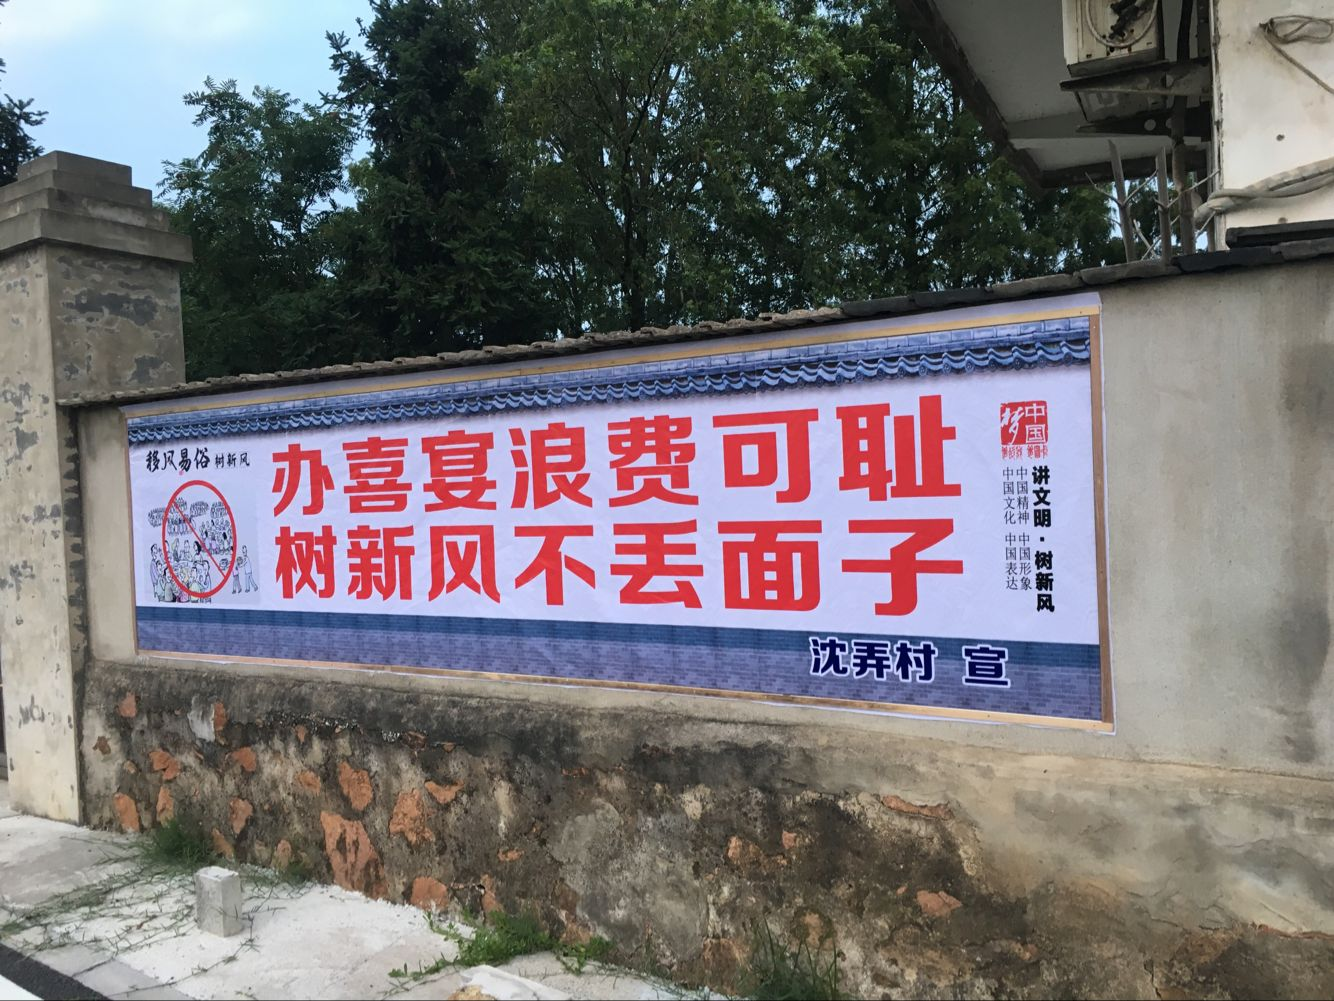 移风易俗 树新风
办喜宴浪费可耻
树新风不丢面子
中国梦
讲文明·树新风
中国精神 中国形象
中国文化 中国表达
沈弄村 宣